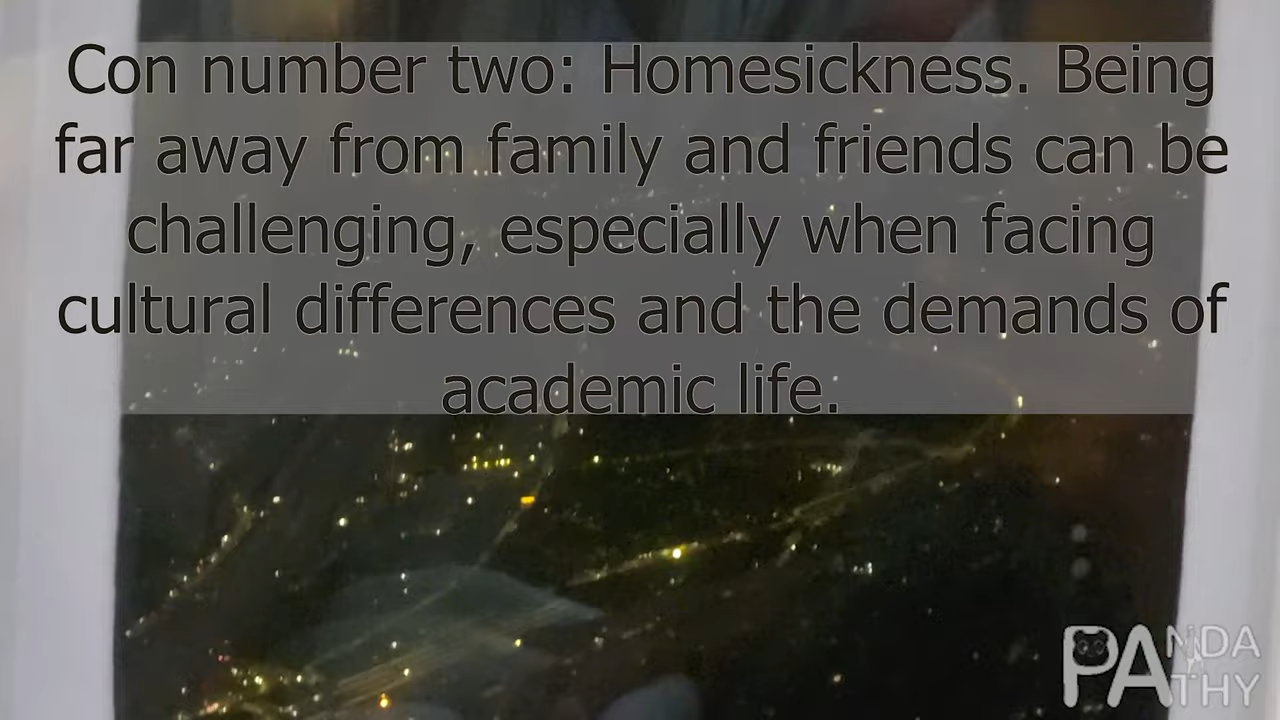 Con number two: Homesickness. Being
far away from family and friends can be
challenging, especially when facing
cultural differences and the demands of
academic life.
PANDA
PATHY